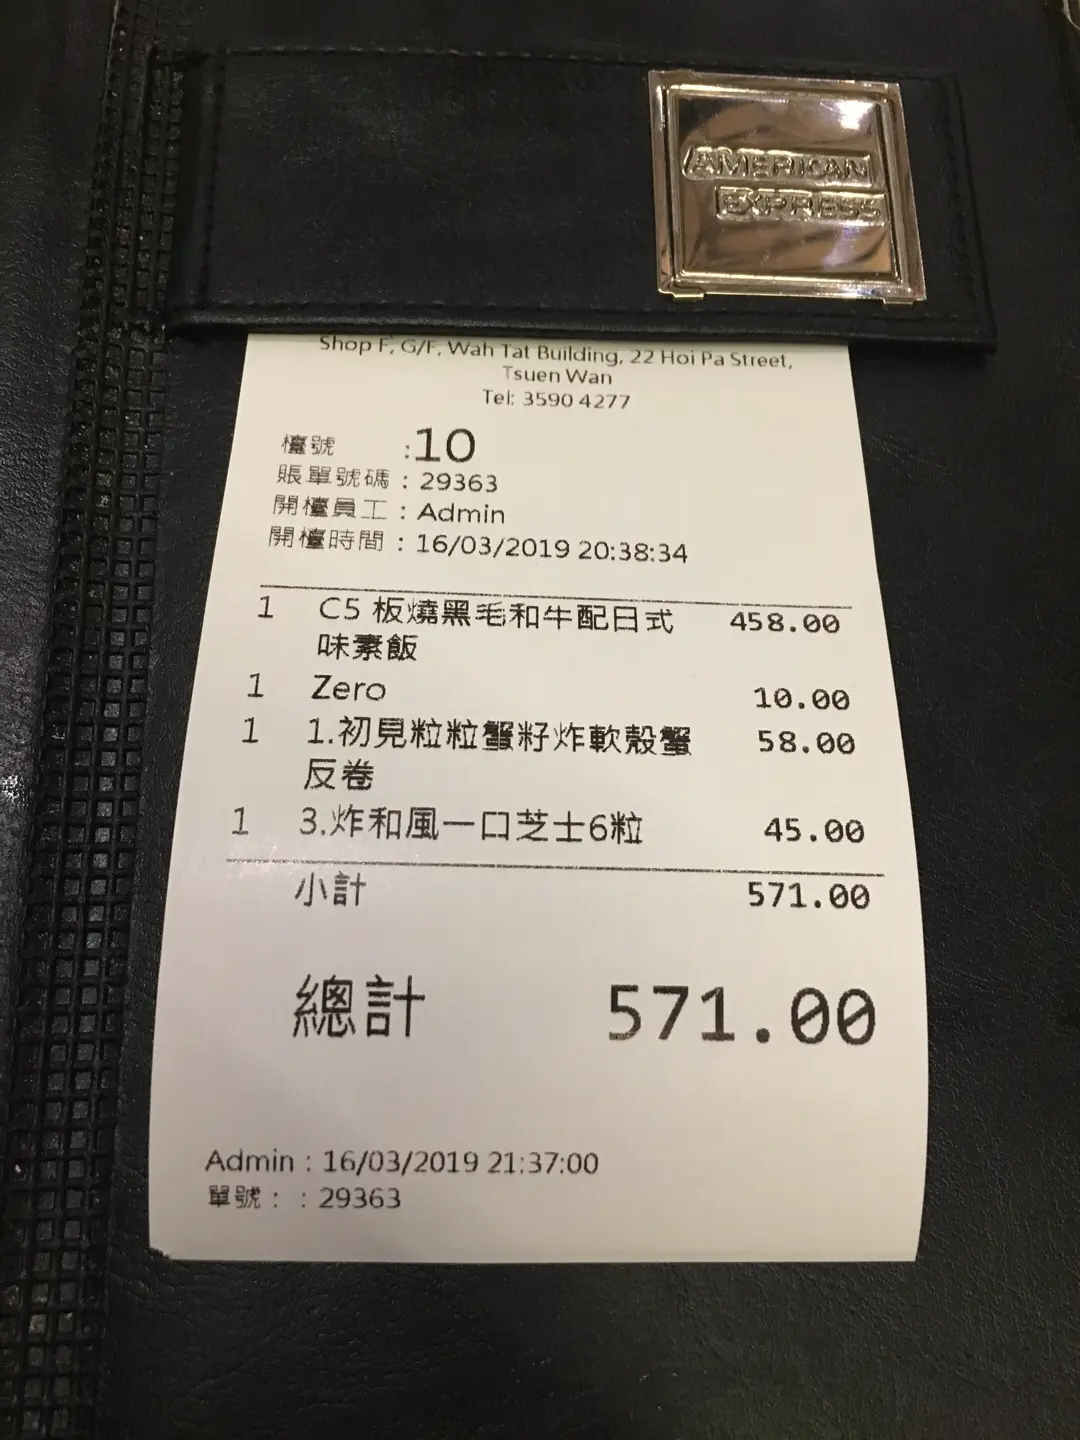 AMERICAN
EXPRESS
Shop F, G/F, Wah Tat Building, 22 Hoi Pa Street,
Tsuen Wan
Tel: 3590 4277
檯號 :10
賬單號碼 : 29363
開檯員工 : Admin
開檯時間 : 16/03/2019 20:38:34
1 C5 板燒黑毛和牛配日式 458.00
味素飯
1 Zero 10.00
1 1.初見粒粒蟹籽炸軟殼蟹 58.00
反卷
1 3.炸和風一口芝士6粒 45.00
小計 571.00
總計 571.00
Admin : 16/03/2019 21:37:00
單號 : : 29363